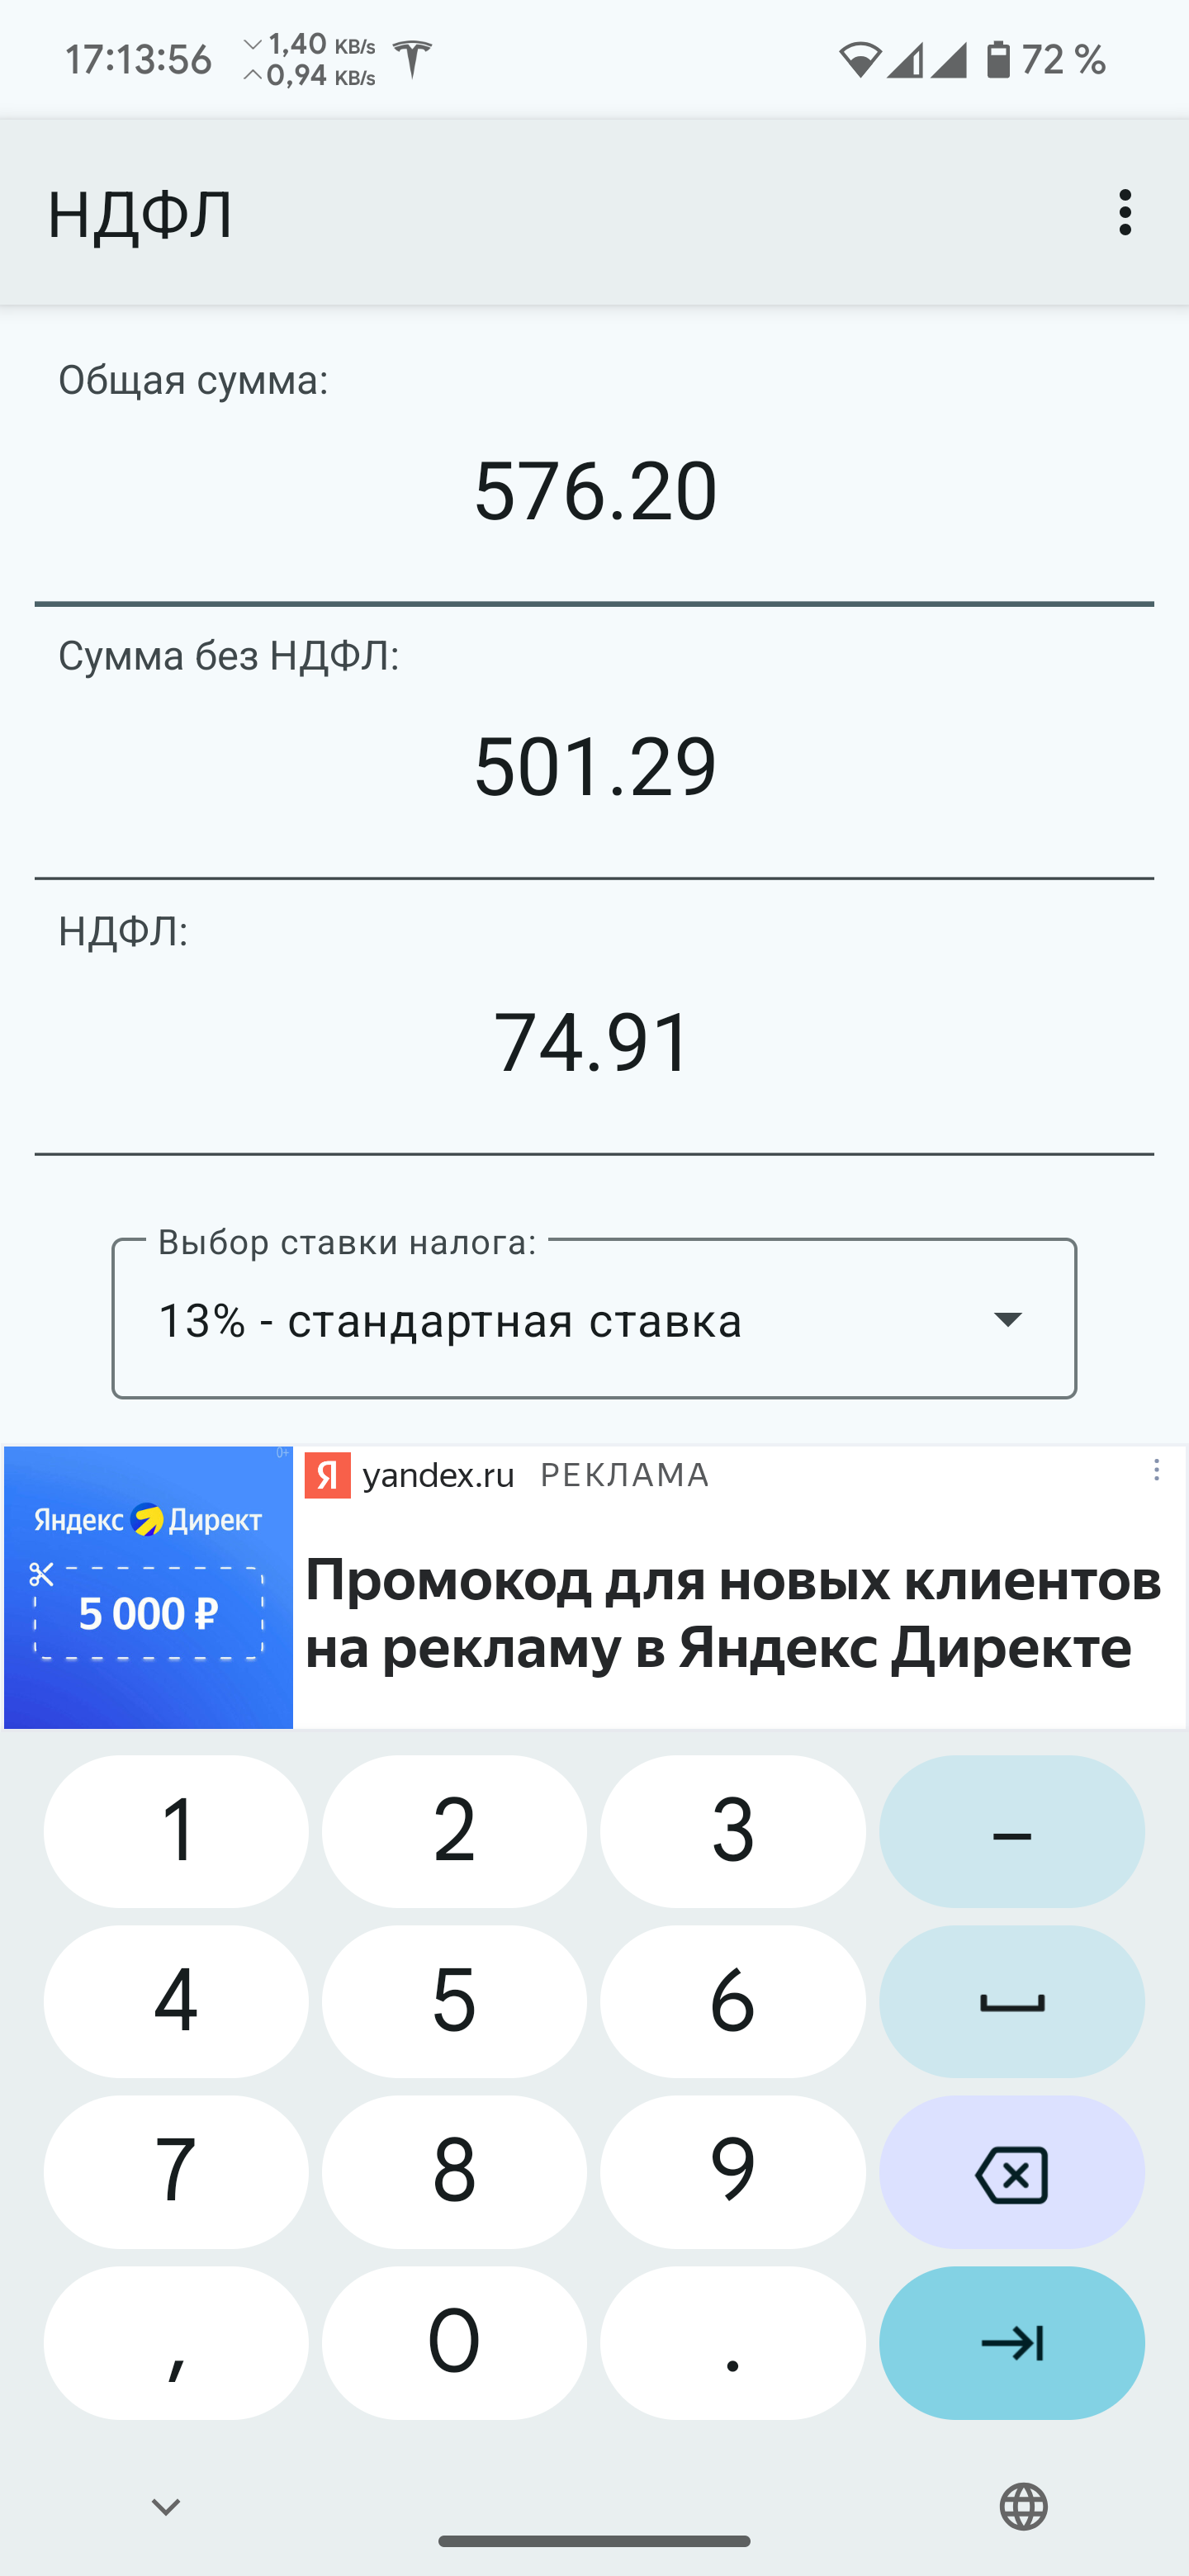 17:13:56 1,40 KB/s 0,94 KB/s 72 %
НДФЛ
Общая сумма:
576.20
Сумма без НДФЛ:
501.29
НДФЛ:
74.91
Выбор ставки налога:
13% - стандартная ставка
0+
Яндекс Директ
5 000 ₽
Я yandex.ru РЕКЛАМА
Промокод для новых клиентов
на рекламу в Яндекс Директе
1 2 3 –
4 5 6
7 8 9
, 0 .